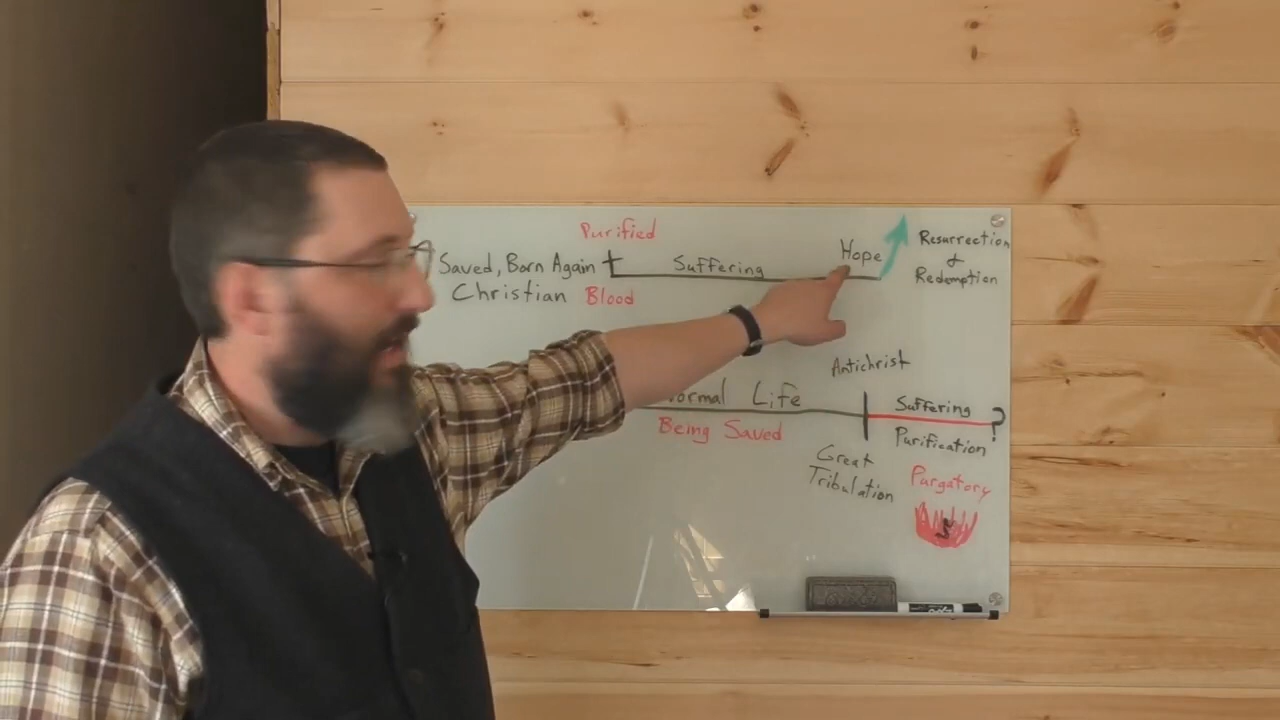 Purified
Saved, Born Again
Christian
Blood
Suffering
Hope
Resurrection
&
Redemption
Antichrist
Normal Life
Being Saved
Great
Tribulation
Suffering ?
Purification
Purgatory